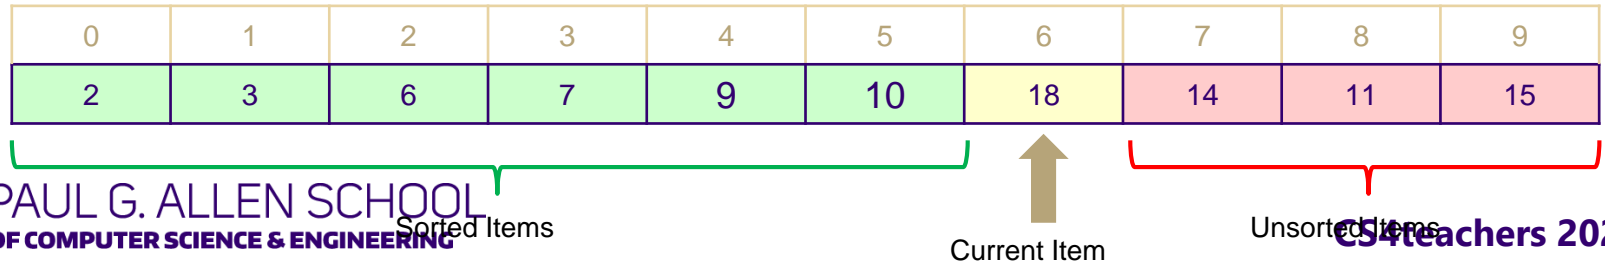 0 1 2 3 4 5 6 7 8 9
2 3 6 7 9 10 18 14 11 15
PAUL G. ALLEN SCHOOL
OF COMPUTER SCIENCE & ENGINEERING
Sorted Items
Current Item
Unsorted Items
CS4teachers 202